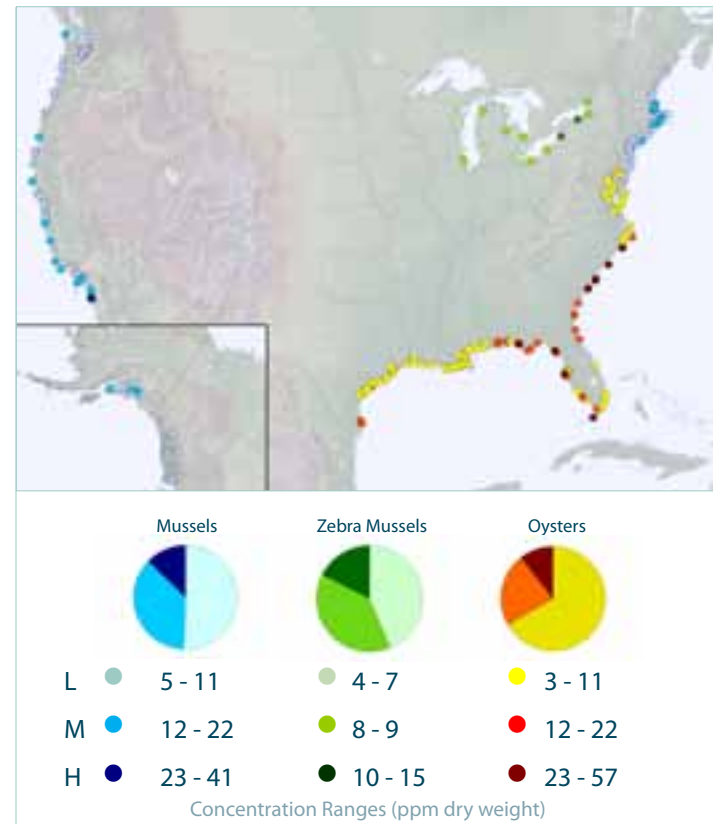 Mussels Zebra Mussels Oysters
L 5 - 11 4 - 7 3 - 11
M 12 - 22 8 - 9 12 - 22
H 23 - 41 10 - 15 23 - 57
Concentration Ranges (ppm dry weight)